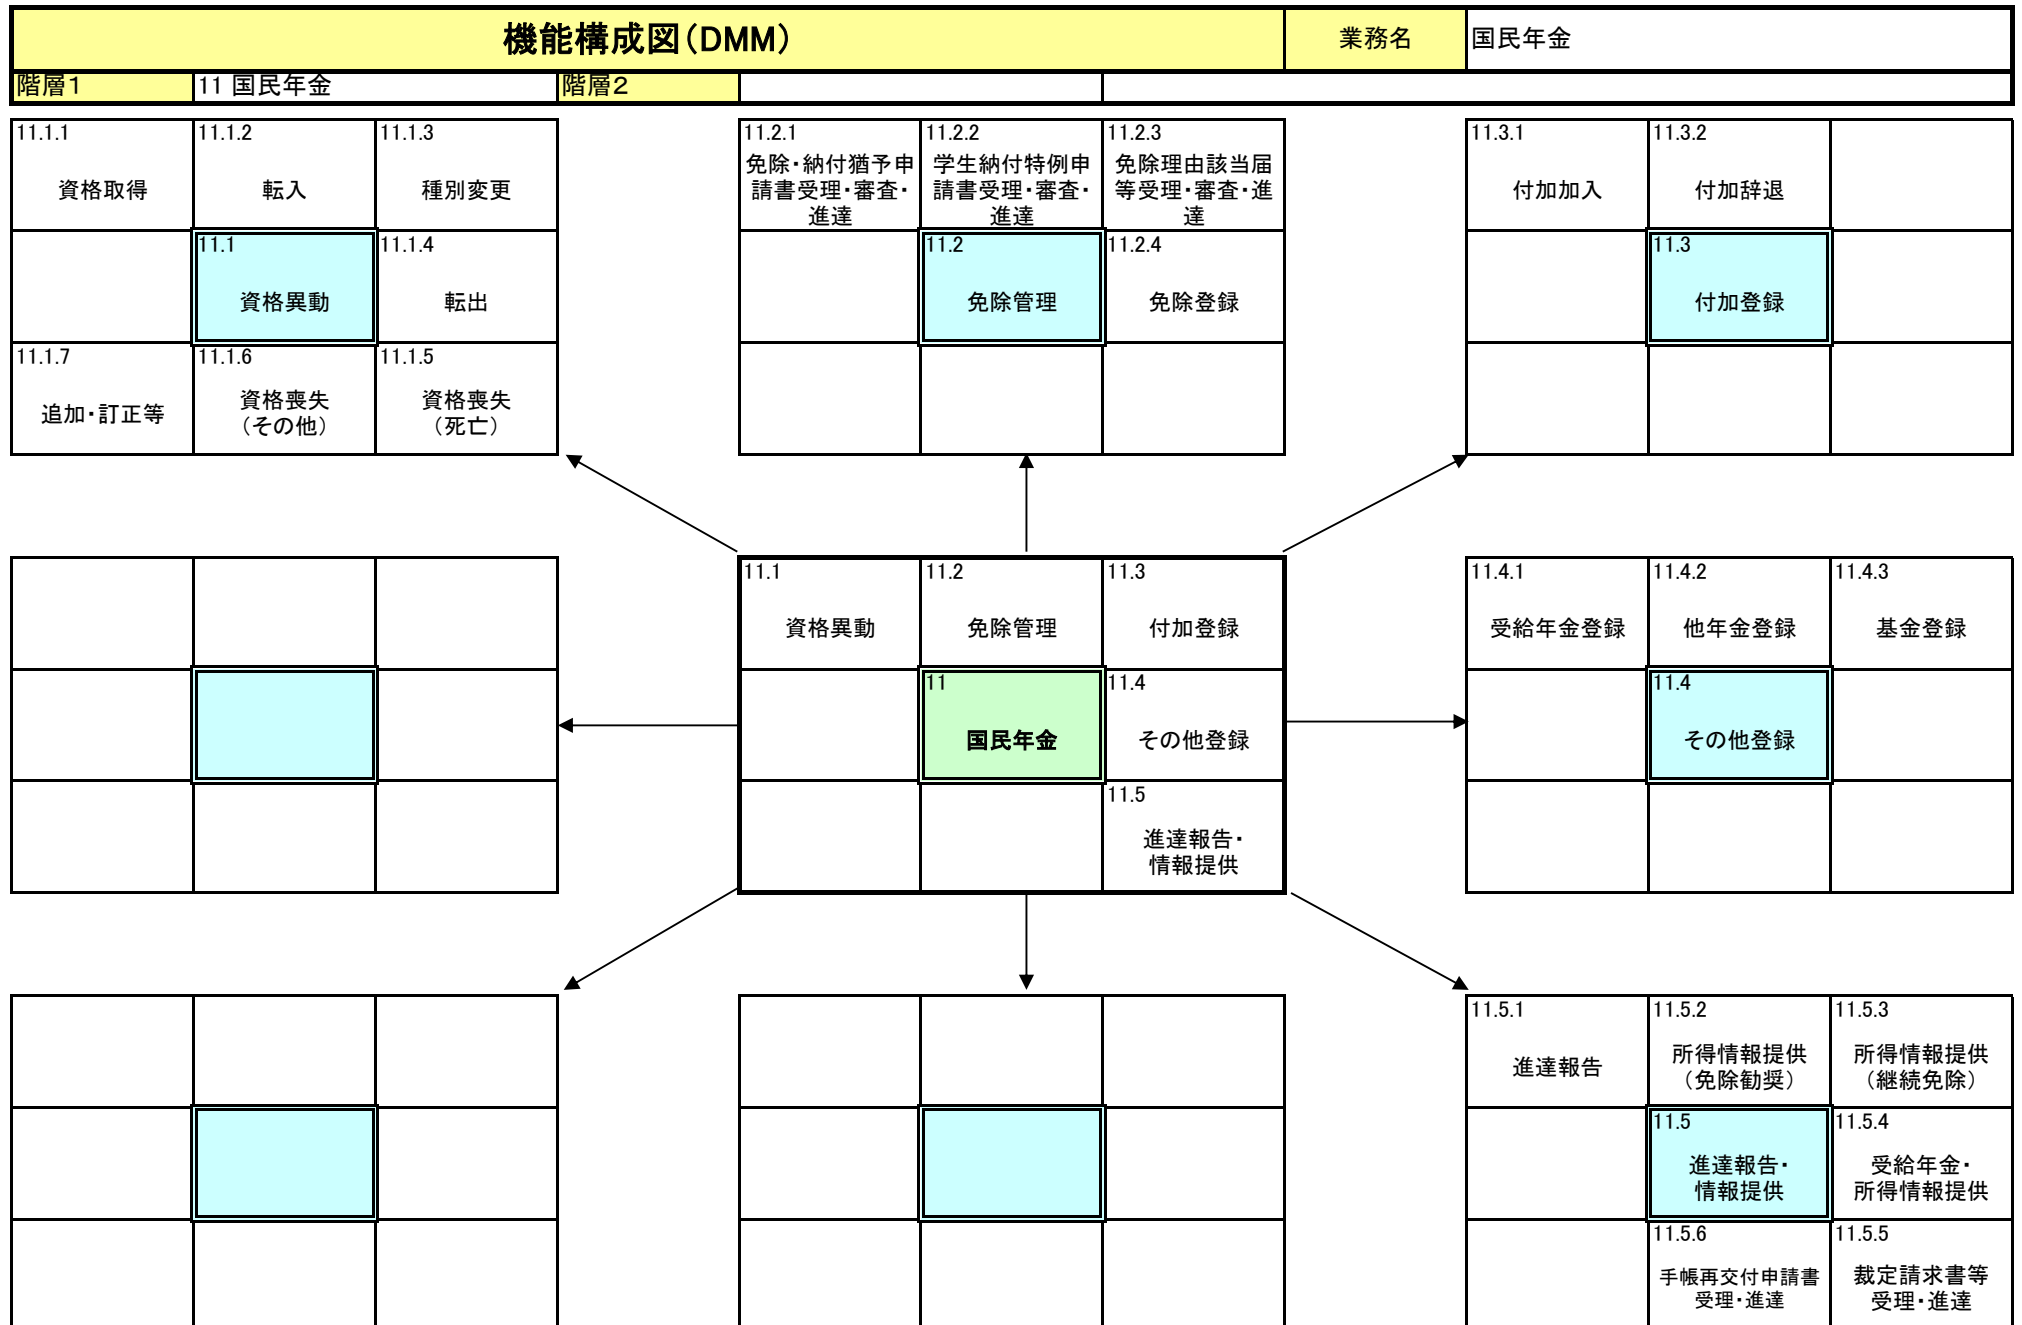 機能構成図(DMM)
業務名
国民年金
階層1
11 国民年金
階層2
11.1.1
資格取得
11.1.2
転入
11.1.3
種別変更
11.1
資格異動
11.1.4
転出
11.1.7
追加・訂正等
11.1.6
資格喪失
(その他)
11.1.5
資格喪失
(死亡)
11.2.1
免除・納付猶予申
請書受理・審査・
進達
11.2.2
学生納付特例申
請書受理・審査・
進達
11.2.3
免除理由該当届
等受理・審査・進
達
11.2
免除管理
11.2.4
免除登録
11.3.1
付加加入
11.3.2
付加辞退
11.3
付加登録
11.1
資格異動
11.2
免除管理
11.3
付加登録
11
国民年金
11.4
その他登録
11.5
進達報告・
情報提供
11.4.1
受給年金登録
11.4.2
他年金登録
11.4.3
基金登録
11.4
その他登録
11.5.1
進達報告
11.5.2
所得情報提供
(免除勧奨)
11.5.3
所得情報提供
(継続免除)
11.5
進達報告・
情報提供
11.5.4
受給年金・
所得情報提供
11.5.6
手帳再交付申請書
受理・進達
11.5.5
裁定請求書等
受理・進達